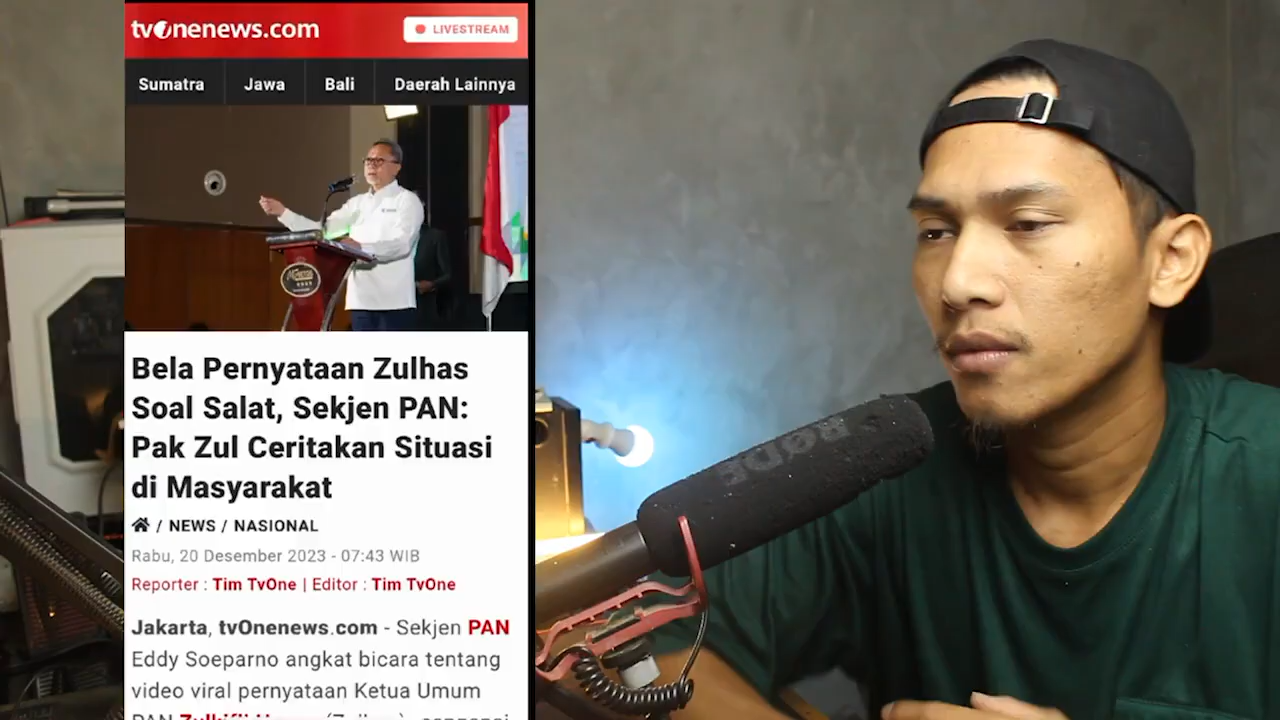 tvOnenews.com
LIVESTREAM
Sumatra
Jawa
Bali
Daerah Lainnya
Bela Pernyataan Zulhas
Soal Salat, Sekjen PAN:
Pak Zul Ceritakan Situasi
di Masyarakat
/ NEWS / NASIONAL
Rabu, 20 Desember 2023 - 07:43 WIB
Reporter : Tim TvOne | Editor : Tim TvOne
Jakarta, tvOnenews.com - Sekjen PAN
Eddy Soeparno angkat bicara tentang
video viral pernyataan Ketua Umum
PAN
RODE